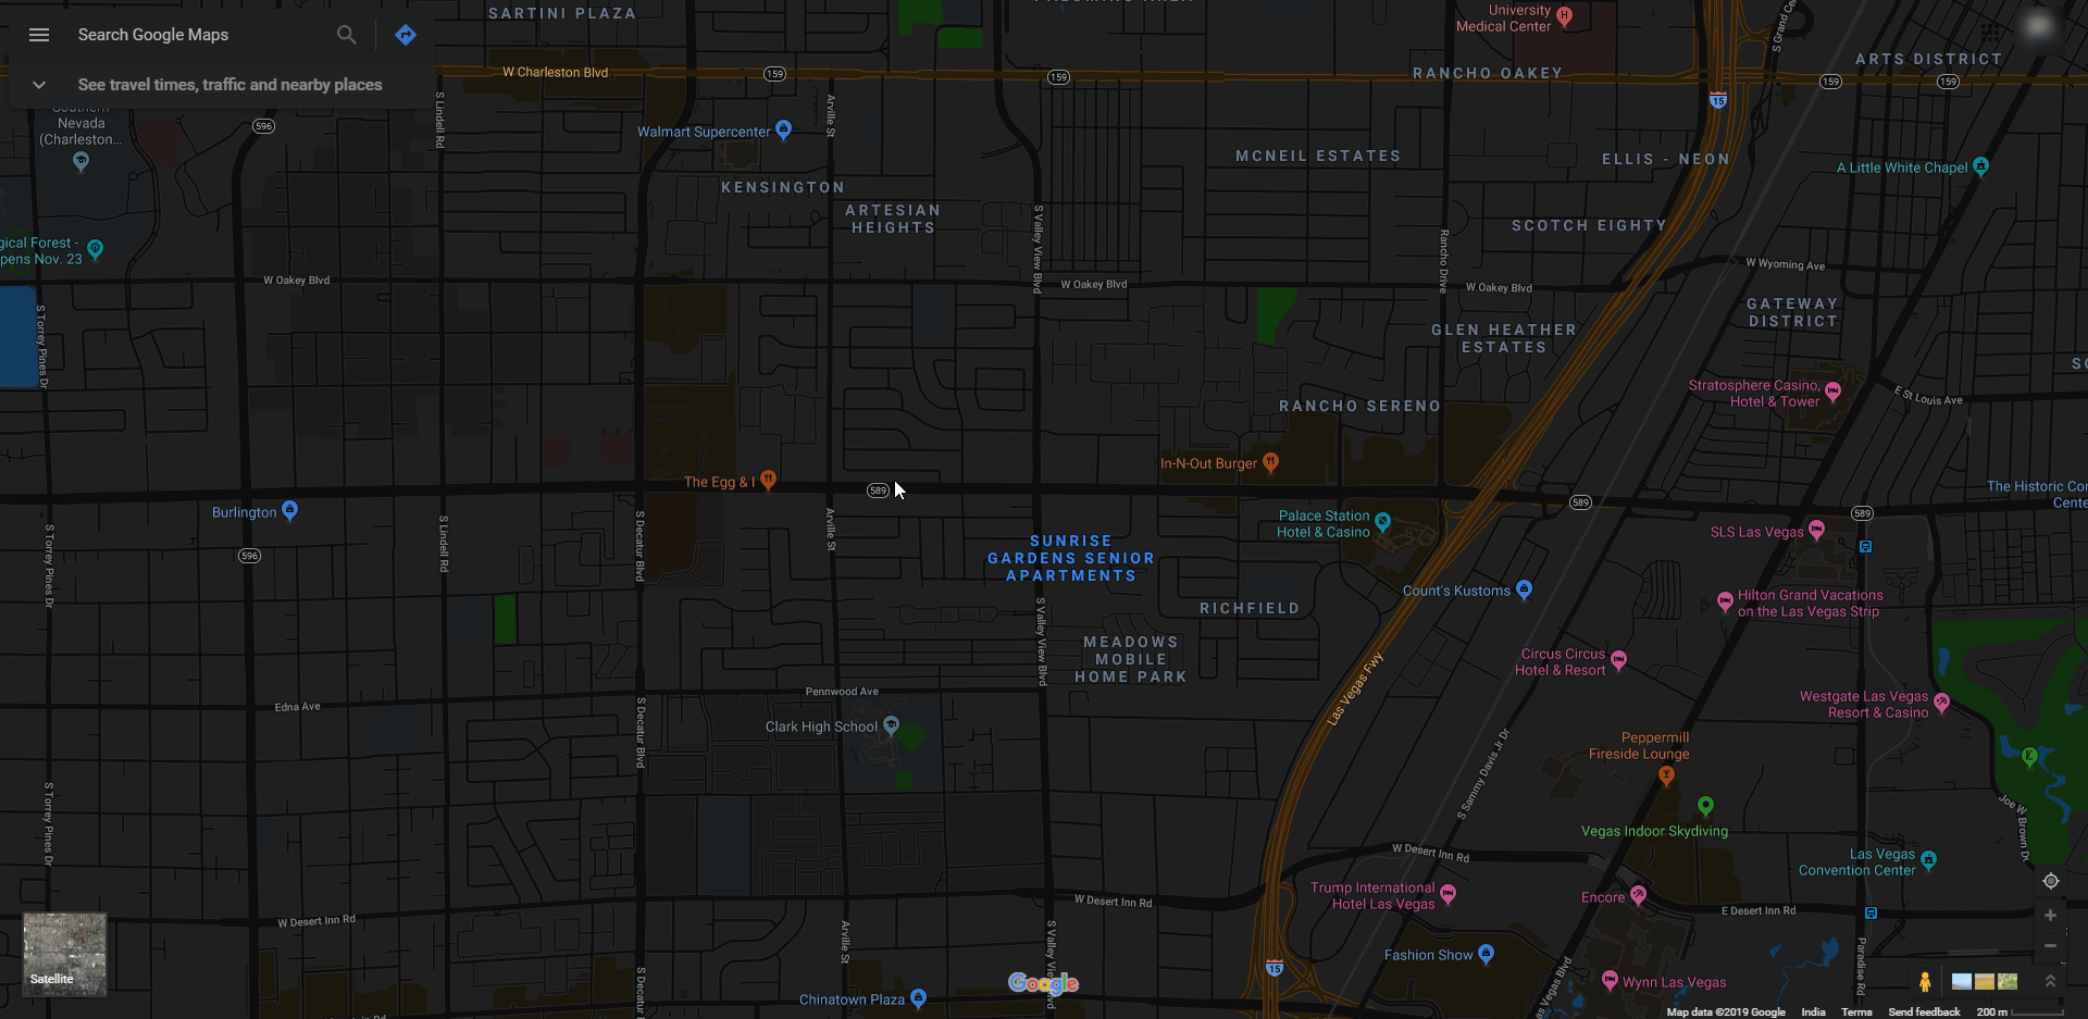 SARTINI PLAZA
University
Medical Center
Search Google Maps
See travel times, traffic and nearby places
W Charleston Blvd
159
159
RANCHO OAKEY
ARTS DISTRICT
159
159
15
S Grand Ce
Southern
Nevada
(Charleston...
596
S Lindell Rd
Walmart Supercenter
Arville St
MCNEIL ESTATES
ELLIS - NEON
A Little White Chapel
KENSINGTON
ARTESIAN
HEIGHTS
S Valley View Blvd
SCOTCH EIGHTY
Rancho Drive
gical Forest -
pens Nov. 23
W Oakey Blvd
W Oakey Blvd
W Oakey Blvd
W Wyoming Ave
GATEWAY
DISTRICT
S Torrey Pines Dr
GLEN HEATHER
ESTATES
Stratosphere Casino,
Hotel & Tower
E St Louis Ave
RANCHO SERENO
In-N-Out Burger
The Egg & I
589
589
589
The Historic Co
Cente
Burlington
596
S Torrey Pines Dr
S Lindell Rd
S Decatur Blvd
Arville St
Palace Station
Hotel & Casino
SLS Las Vegas
SUNRISE
GARDENS SENIOR
APARTMENTS
Count's Kustoms
Hilton Grand Vacations
on the Las Vegas Strip
RICHFIELD
S Valley View Blvd
MEADOWS
MOBILE
HOME PARK
Circus Circus
Hotel & Resort
Las Vegas Fwy
Westgate Las Vegas
Resort & Casino
Pennwood Ave
Edna Ave
Clark High School
S Decatur Blvd
Peppermill
Fireside Lounge
S Sammy Davis Jr Dr
Vegas Indoor Skydiving
S Torrey Pines Dr
Joe W Brown Dr
W Desert Inn Rd
Las Vegas
Convention Center
Trump International
Hotel Las Vegas
Encore
W Desert Inn Rd
E Desert Inn Rd
W Desert Inn Rd
Arville St
Fashion Show
15
Paradise Rd
Satellite
S Decatur
Google
Wynn Las Vegas
Chinatown Plaza
Map data ©2019 Google
India
Terms
Send feedback
200 m